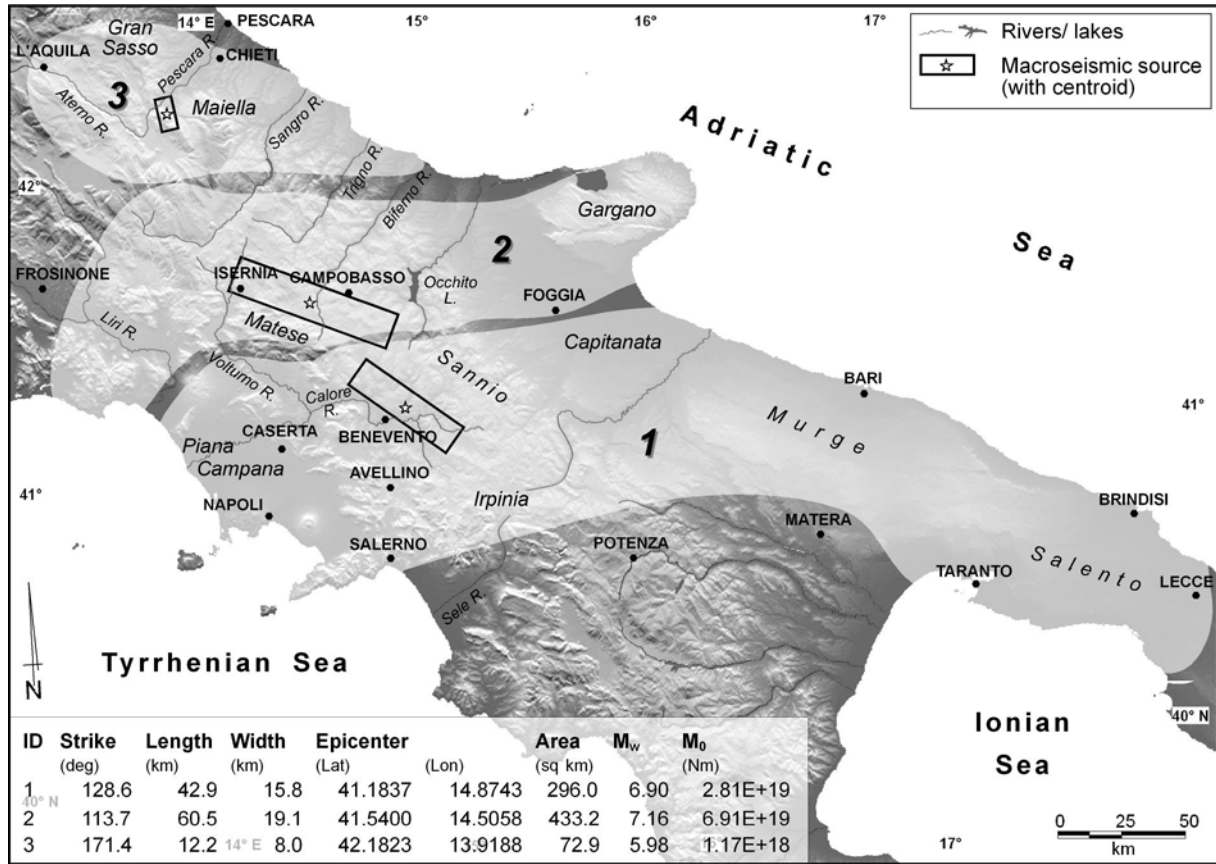 14° E
15°
16°
17°
PESCARA
Gran
Sasso
L'AQUILA
Pescara R.
CHIETI
Rivers/ lakes
Macroseismic source
(with centroid)
3
Maiella
Aterno R.
Sangro R.
Adriatic
Sea
Trigno R.
Biferno R.
42°
Gargano
2
FROSINONE
ISERNIA
CAMPOBASSO
Occhito
L.
FOGGIA
Liri R.
Matese
Capitanata
Volturno R.
Sannio
BARI
41°
Calore
R.
Murge
CASERTA
BENEVENTO
Piana
Campana
1
AVELLINO
41°
Irpinia
NAPOLI
BRINDISI
MATERA
SALERNO
POTENZA
Salento
TARANTO
LECCE
Sele R.
Tyrrhenian Sea
N
40° N
Ionian
Sea
ID Strike Length Width Epicenter Area Mw M0
(deg) (km) (km) (Lat) (Lon) (sq km) (Nm)
1 128.6 42.9 15.8 41.1837 14.8743 296.0 6.90 2.81E+19
40° N
2 113.7 60.5 19.1 41.5400 14.5058 433.2 7.16 6.91E+19
3 171.4 12.2 14° E 8.0 42.1823 13.9188 72.9 5.98 1.17E+18
17°
0 25 50
km